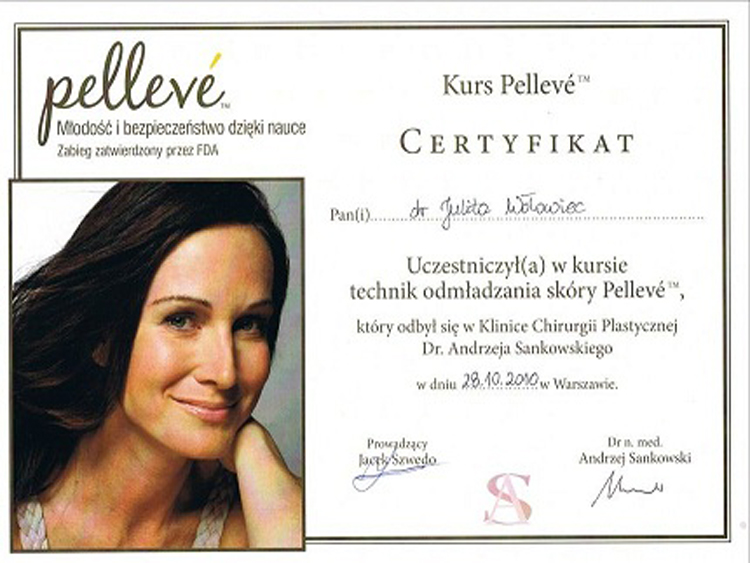 pellevé™
Młodość i bezpieczeństwo dzięki nauce
Zabieg zatwierdzony przez FDA
Kurs Pellevé™
CERTYFIKAT
Pan(i) dr Julita Wołowiec
Uczestniczył(a) w kursie
technik odmładzania skóry Pellevé™,
który odbył się w Klinice Chirurgii Plastycznej
Dr. Andrzeja Sankowskiego
w dniu 28.10.2010 w Warszawie.
Prowadzący
Jacek Szwedo
Dr n. med.
Andrzej Sankowski
SA